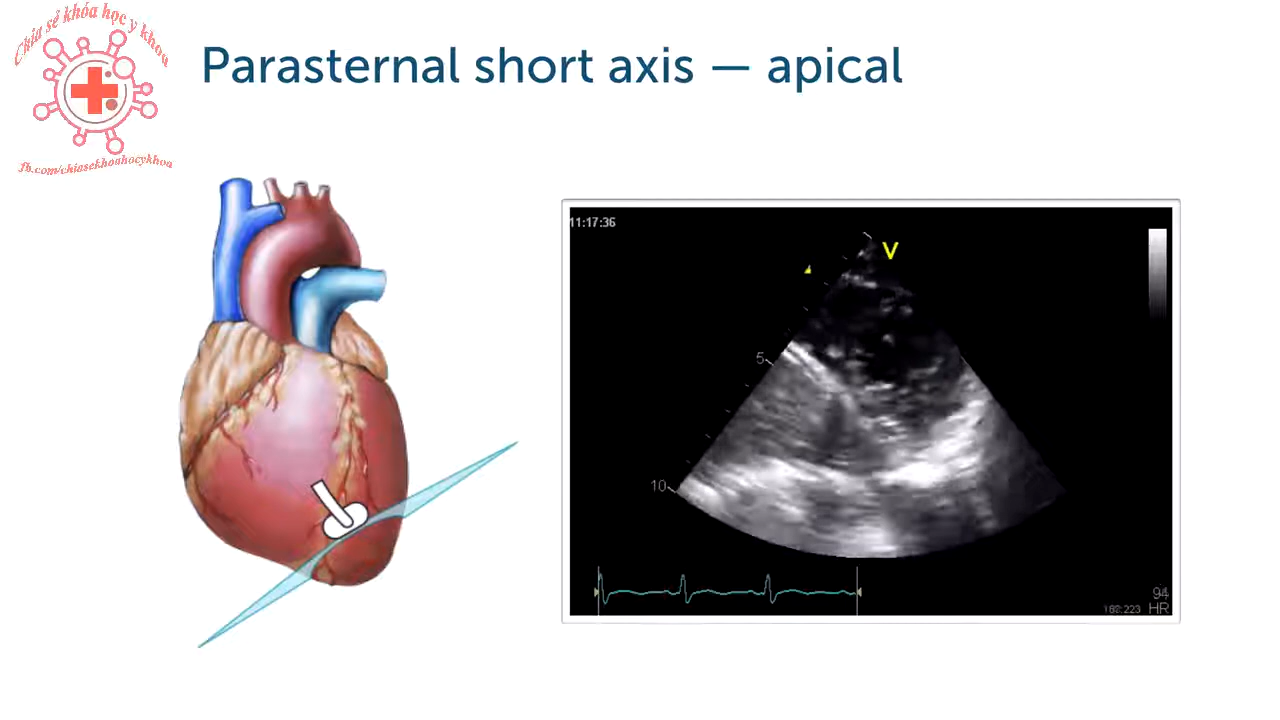 Chia sẻ khóa học y khoa
fb.com/chiasekhoahocykhoa
Parasternal short axis — apical
11:17:36
V
5
10
94
HR